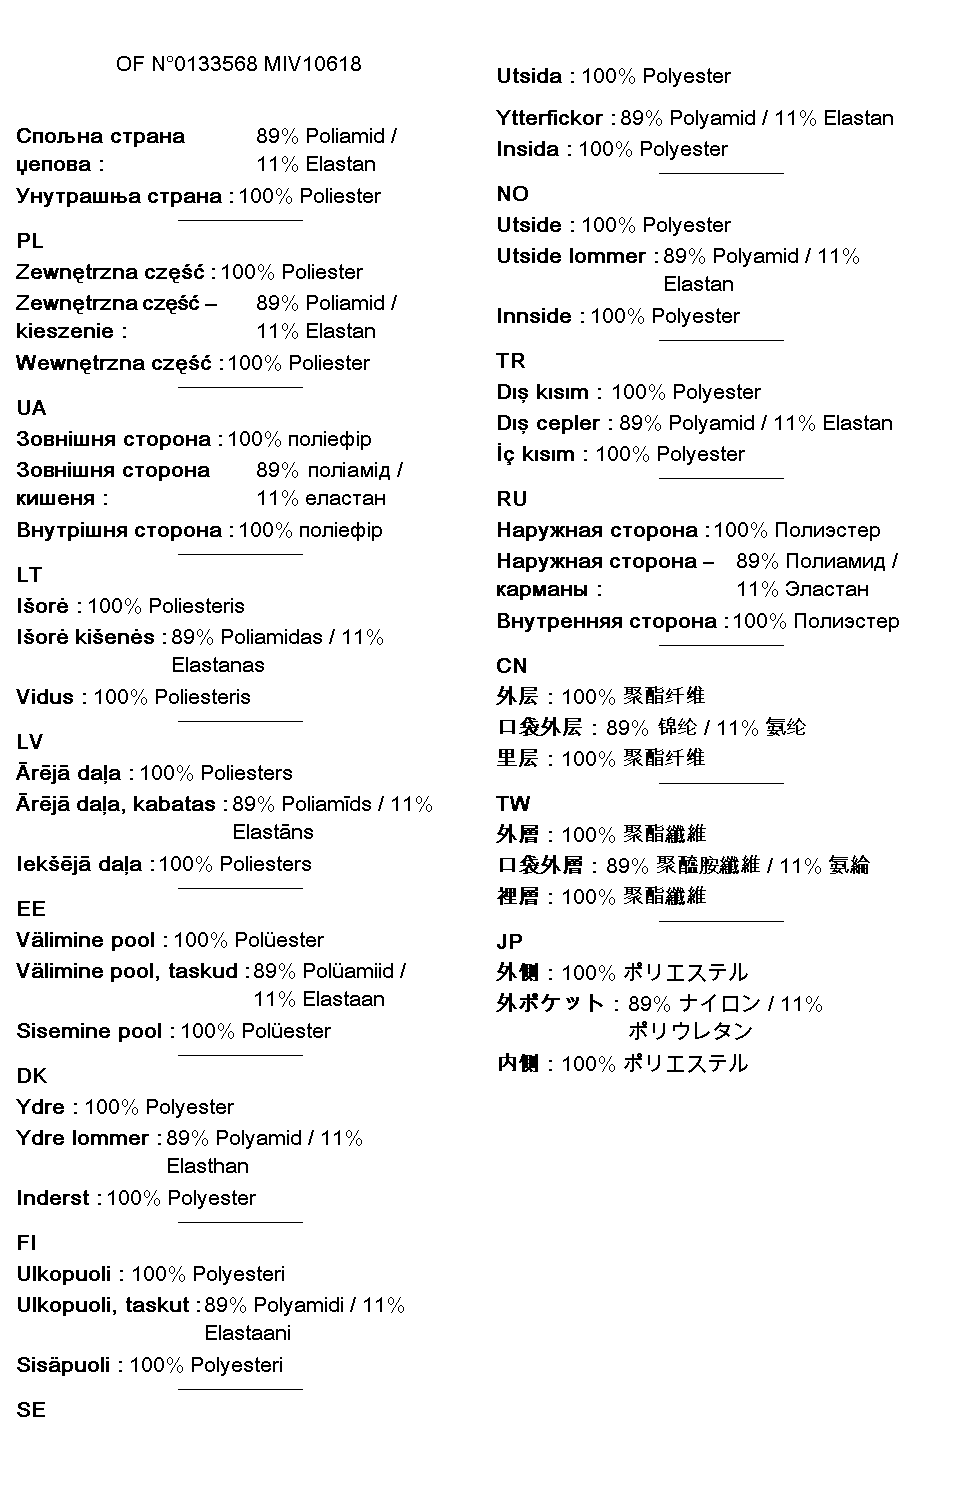 OF N°0133568 MIV10618
Спољна страна 89% Poliamid /
џепова : 11% Elastan
Унутрашња страна : 100% Poliester
PL
Zewnętrzna część : 100% Poliester
Zewnętrzna część – 89% Poliamid /
kieszenie : 11% Elastan
Wewnętrzna część : 100% Poliester
UA
Зовнішня сторона : 100% поліефір
Зовнішня сторона 89% поліамід /
кишеня : 11% еластан
Внутрішня сторона : 100% поліефір
LT
Išorė : 100% Poliesteris
Išorė kišenės : 89% Poliamidas / 11%
Elastanas
Vidus : 100% Poliesteris
LV
Ārējā daļa : 100% Poliesters
Ārējā daļa, kabatas : 89% Poliamīds / 11%
Elastāns
Iekšējā daļa : 100% Poliesters
EE
Välimine pool : 100% Polüester
Välimine pool, taskud : 89% Polüamiid /
11% Elastaan
Sisemine pool : 100% Polüester
DK
Ydre : 100% Polyester
Ydre lommer : 89% Polyamid / 11%
Elasthan
Inderst : 100% Polyester
FI
Ulkopuoli : 100% Polyesteri
Ulkopuoli, taskut : 89% Polyamidi / 11%
Elastaani
Sisäpuoli : 100% Polyesteri
SE
Utsida : 100% Polyester
Ytterfickor : 89% Polyamid / 11% Elastan
Insida : 100% Polyester
NO
Utside : 100% Polyester
Utside lommer : 89% Polyamid / 11%
Elastan
Innside : 100% Polyester
TR
Dış kısım : 100% Polyester
Dış cepler : 89% Polyamid / 11% Elastan
İç kısım : 100% Polyester
RU
Наружная сторона : 100% Полиэстер
Наружная сторона – 89% Полиамид /
карманы : 11% Эластан
Внутренняя сторона : 100% Полиэстер
CN
外层 : 100% 聚酯纤维
口袋外层 : 89% 锦纶 / 11% 氨纶
里层 : 100% 聚酯纤维
TW
外層 : 100% 聚酯纖維
口袋外層 : 89% 聚醯胺纖維 / 11% 氨綸
裡層 : 100% 聚酯纖維
JP
外側 : 100% ポリエステル
外ポケット : 89% ナイロン / 11%
ポリウレタン
内側 : 100% ポリエステル